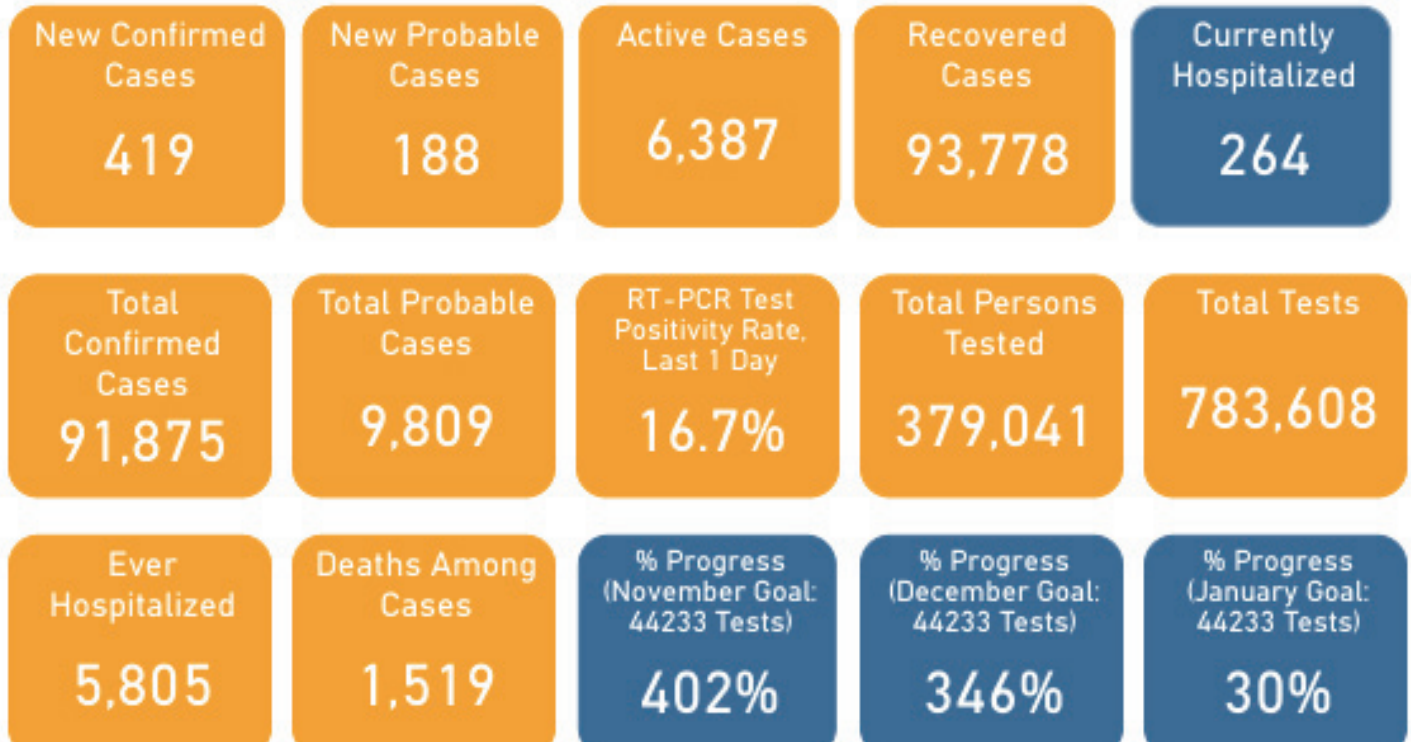 New Confirmed
Cases
419
New Probable
Cases
188
Active Cases
6,387
Recovered
Cases
93,778
Currently
Hospitalized
264
Total
Confirmed
Cases
91,875
Total Probable
Cases
9,809
RT-PCR Test
Positivity Rate,
Last 1 Day
16.7%
Total Persons
Tested
379,041
Total Tests
783,608
Ever
Hospitalized
5,805
Deaths Among
Cases
1,519
% Progress
(November Goal:
44233 Tests)
402%
% Progress
(December Goal:
44233 Tests)
346%
% Progress
(January Goal:
44233 Tests)
30%